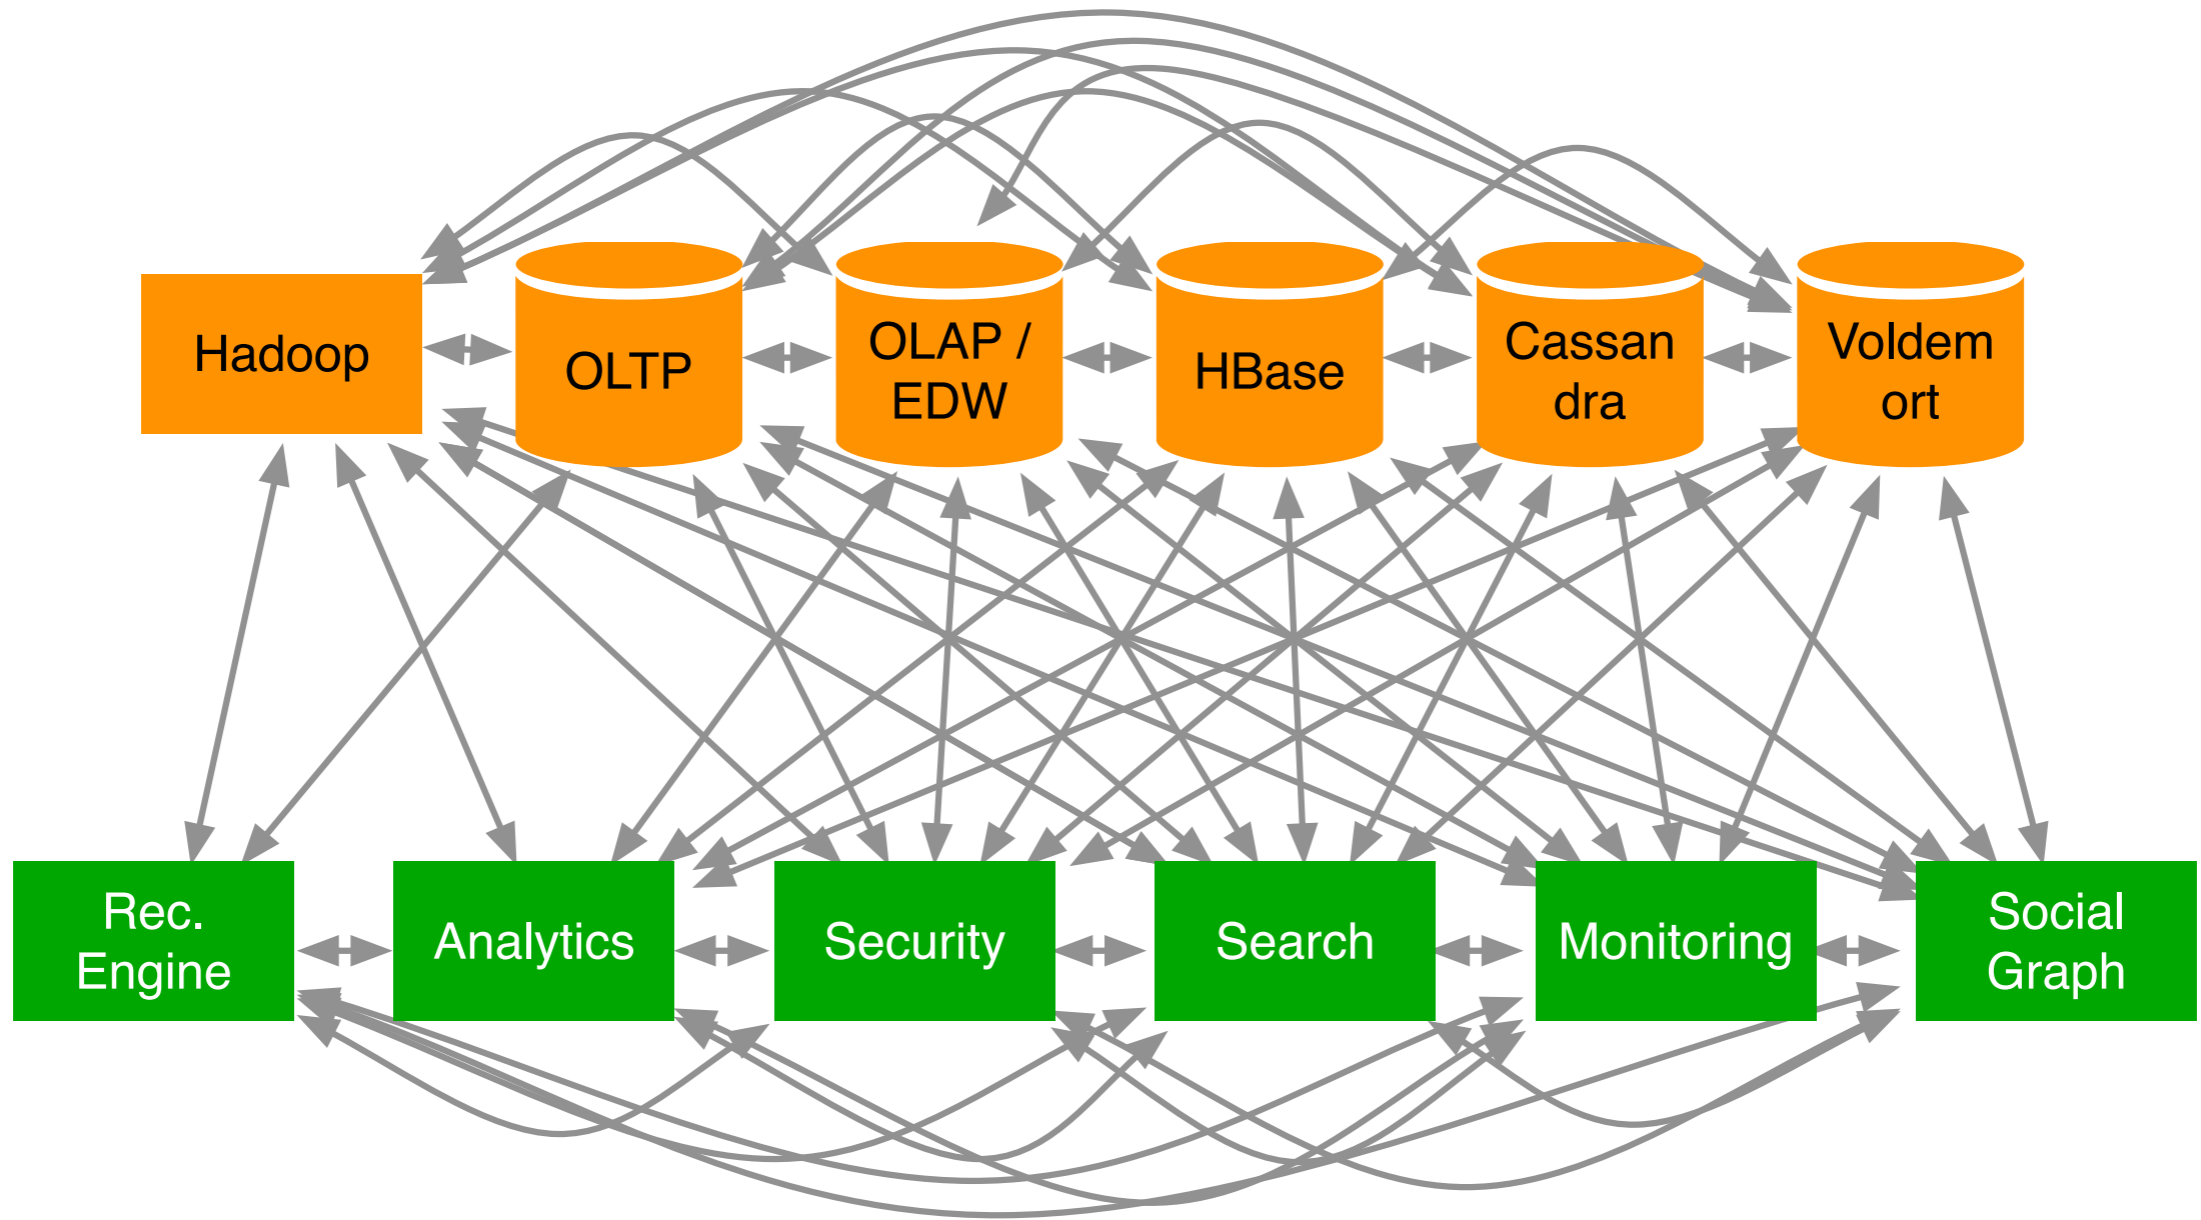 Hadoop
OLTP
OLAP /
EDW
HBase
Cassan
dra
Voldem
ort
Rec.
Engine
Analytics
Security
Search
Monitoring
Social
Graph